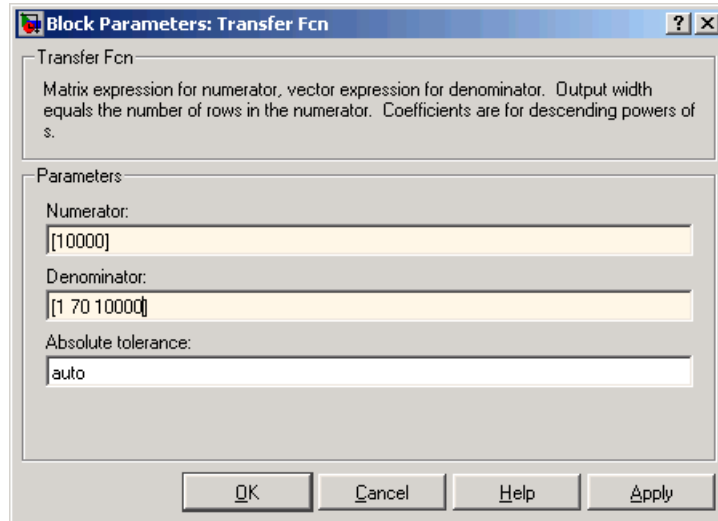 Block Parameters: Transfer Fcn
Transfer Fcn
Matrix expression for numerator, vector expression for denominator. Output width
equals the number of rows in the numerator. Coefficients are for descending powers of
s.
Parameters
Numerator:
[10000]
Denominator:
[1 70 10000]
Absolute tolerance:
auto
OK Cancel Help Apply